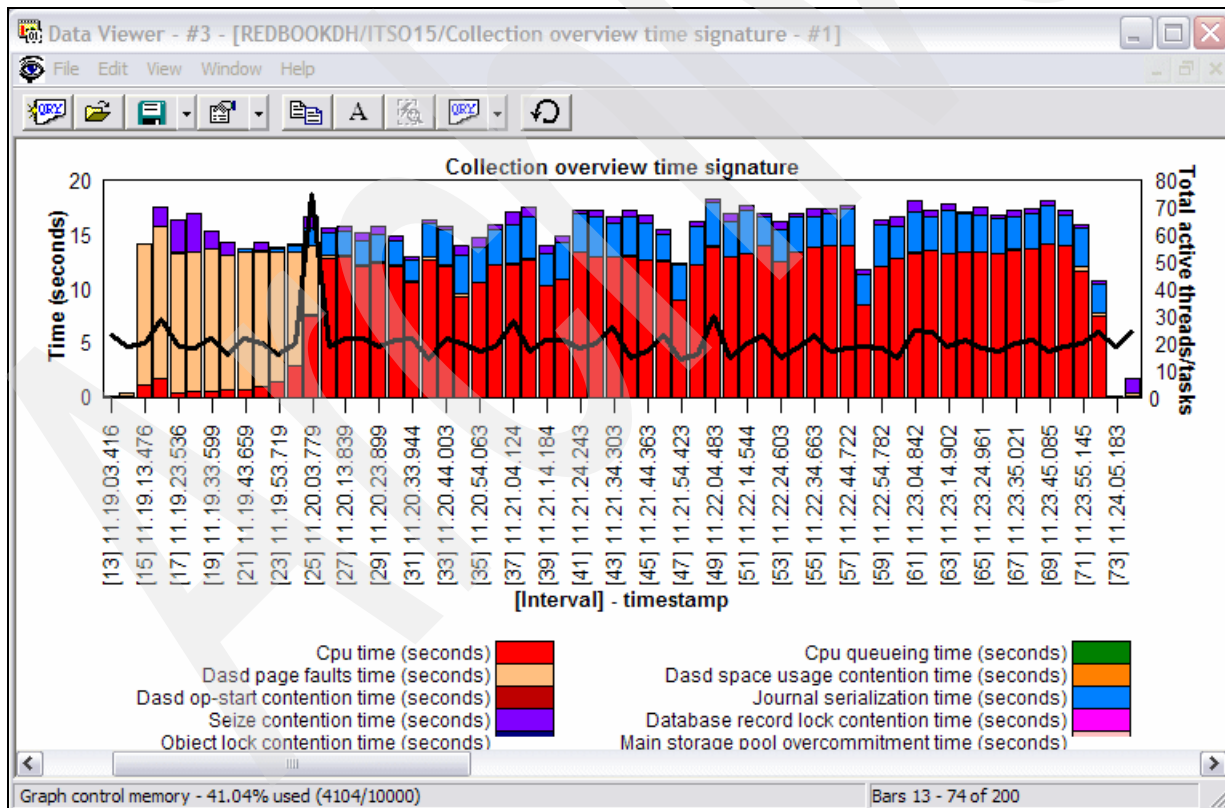 Data Viewer - #3 - [REDBOOKDH/ITSO15/Collection overview time signature - #1]
File Edit View Window Help
QRY A QRY
Collection overview time signature
Time (seconds)
20
15
10
5
0
Total active threads/tasks
80
70
60
50
40
30
20
10
0
[13] 11.19.03.416
[15] 11.19.13.476
[17] 11.19.23.536
[19] 11.19.33.599
[21] 11.19.43.659
[23] 11.19.53.719
[25] 11.20.03.779
[27] 11.20.13.839
[29] 11.20.23.899
[31] 11.20.33.944
[33] 11.20.44.003
[35] 11.20.54.063
[37] 11.21.04.124
[39] 11.21.14.184
[41] 11.21.24.243
[43] 11.21.34.303
[45] 11.21.44.363
[47] 11.21.54.423
[49] 11.22.04.483
[51] 11.22.14.544
[53] 11.22.24.603
[55] 11.22.34.663
[57] 11.22.44.722
[59] 11.22.54.782
[61] 11.23.04.842
[63] 11.23.14.902
[65] 11.23.24.961
[67] 11.23.35.021
[69] 11.23.45.085
[71] 11.23.55.145
[73] 11.24.05.183
[Interval] - timestamp
Cpu time (seconds)
Dasd page faults time (seconds)
Dasd op-start contention time (seconds)
Seize contention time (seconds)
Object lock contention time (seconds)
Cpu queueing time (seconds)
Dasd space usage contention time (seconds)
Journal serialization time (seconds)
Database record lock contention time (seconds)
Main storage pool overcommitment time (seconds)
Graph control memory - 41.04% used (4104/10000)
Bars 13 - 74 of 200